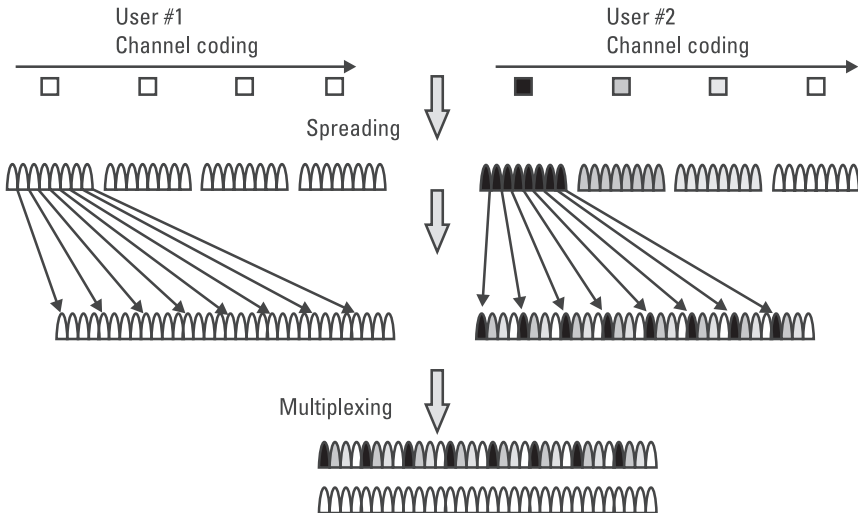 User #1
Channel coding
User #2
Channel coding
Spreading
Multiplexing